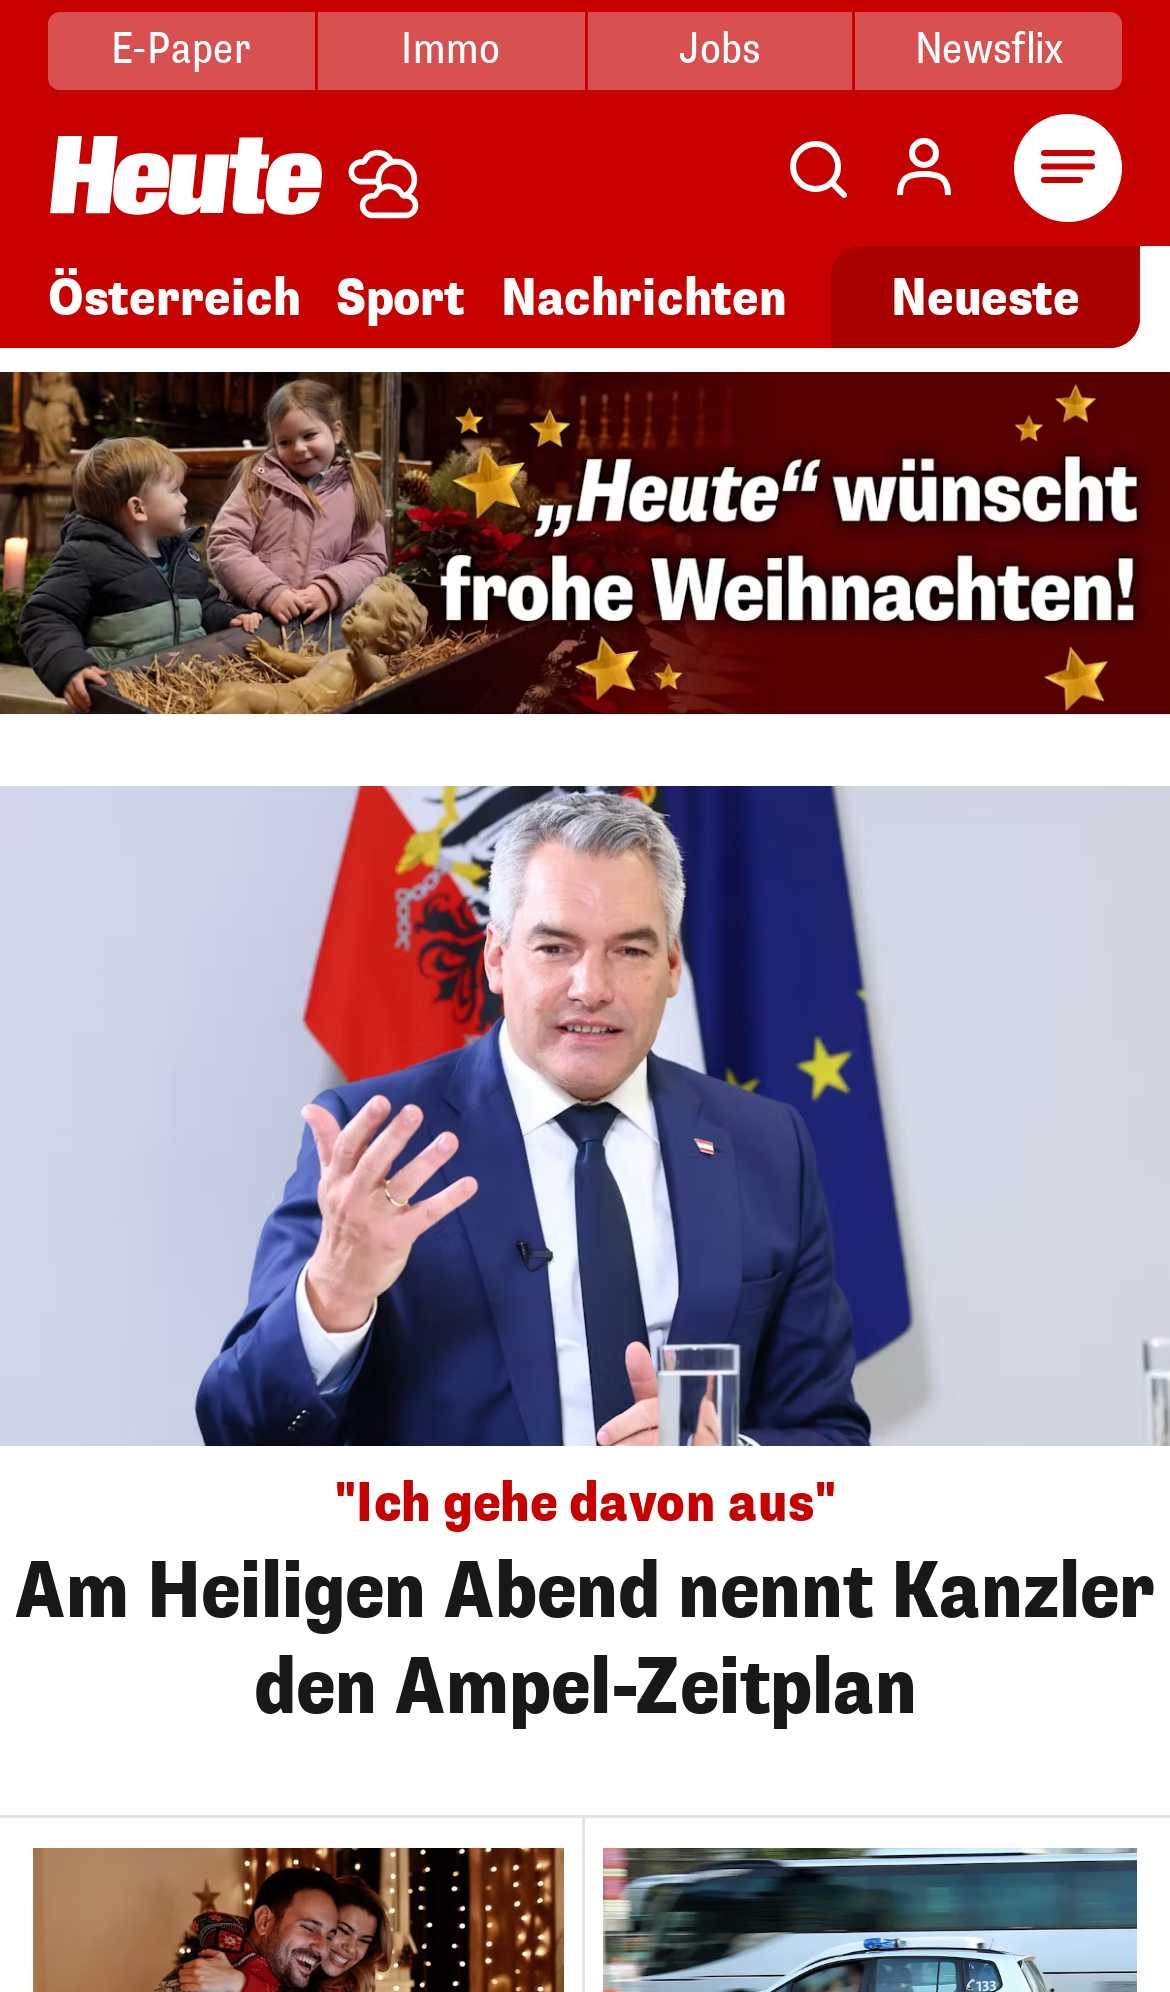 E-Paper Immo Jobs Newsflix
Heute
Österreich Sport Nachrichten Neueste
„Heute“ wünscht
frohe Weihnachten!
"Ich gehe davon aus"
Am Heiligen Abend nennt Kanzler
den Ampel-Zeitplan
133